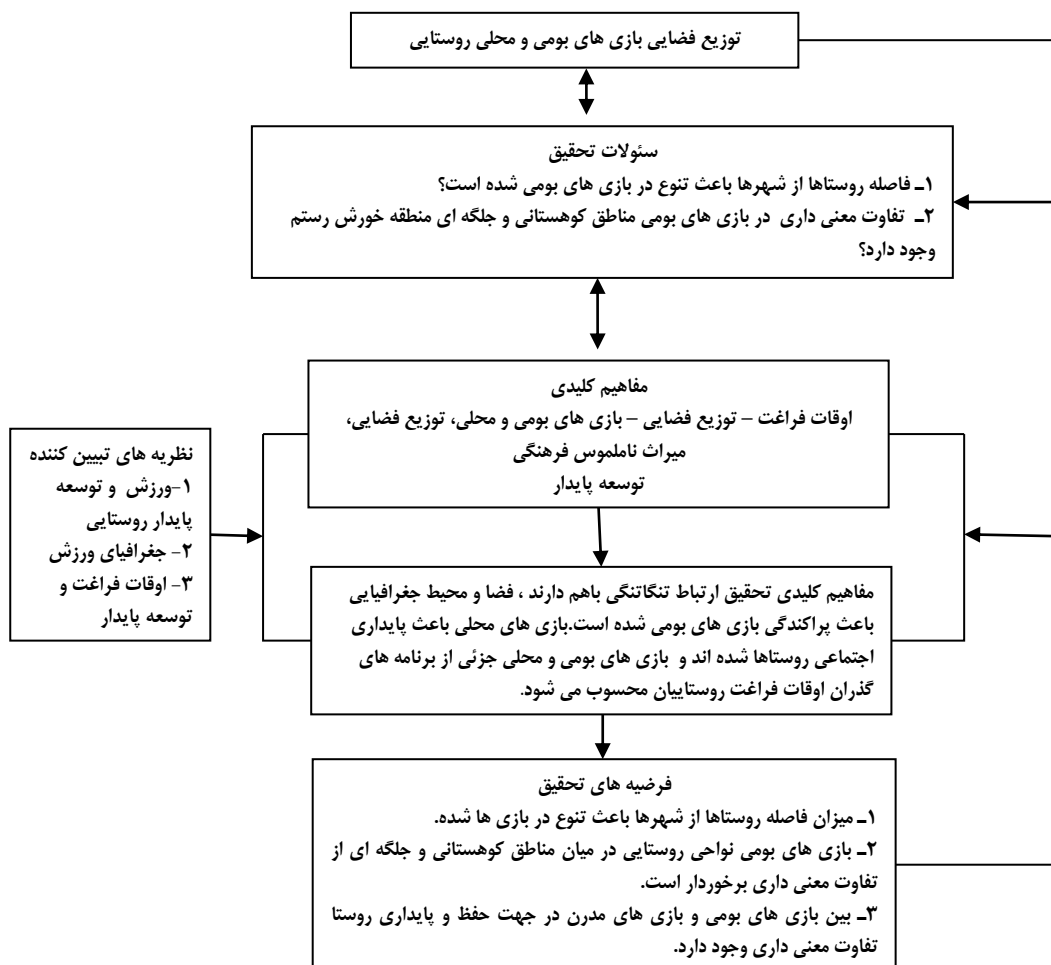 توزیع فضایی بازی های بومی و محلی روستایی
سئولات تحقیق
۱ـ فاصله روستاها از شهرها باعث تنوع در بازی های بومی شده است؟
۲ـ تفاوت معنی داری در بازی های بومی مناطق کوهستانی و جلگه ای منطقه خورش رستم
وجود دارد؟
مفاهیم کلیدی
اوقات فراغت – توزیع فضایی – بازی های بومی و محلی، توزیع فضایی،
میراث ناملموس فرهنگی
توسعه پایدار
نظریه های تبیین کننده
۱-ورزش و توسعه
پایدار روستایی
۲- جغرافیای ورزش
۳- اوقات فراغت و
توسعه پایدار
مفاهیم کلیدی تحقیق ارتباط تنگاتنگی باهم دارند ، فضا و محیط جغرافیایی
باعث پراکندگی بازی های بومی شده است.بازی های محلی باعث پایداری
اجتماعی روستاها شده اند و بازی های بومی و محلی جزئی از برنامه های
گذران اوقات فراغت روستاییان محسوب می شود.
فرضیه های تحقیق
۱ـ میزان فاصله روستاها از شهرها باعث تنوع در بازی ها شده.
۲ـ بازی های بومی نواحی روستایی در میان مناطق کوهستانی و جلگه ای از
تفاوت معنی داری برخوردار است.
۳ـ بین بازی های بومی و بازی های مدرن در جهت حفظ و پایداری روستا
تفاوت معنی داری وجود دارد.